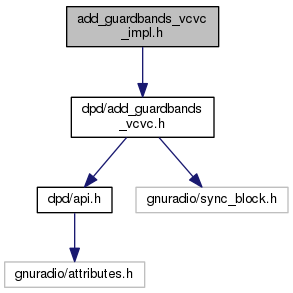 add_guardbands_vcvc
_impl.h
dpd/add_guardbands
_vcvc.h
dpd/api.h
gnuradio/sync_block.h
gnuradio/attributes.h